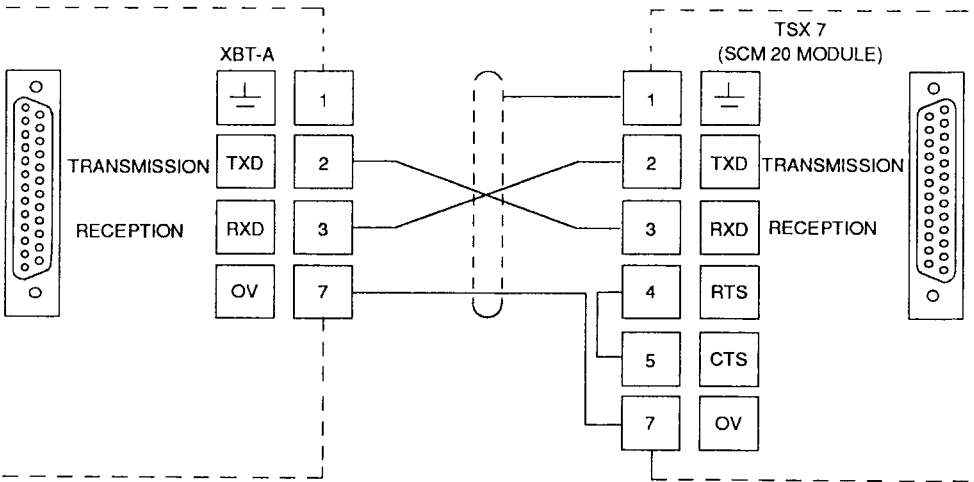 TSX 7
(SCM 20 MODULE)
XBT-A
1
1
TRANSMISSION TXD 2
2 TXD TRANSMISSION
RECEPTION RXD 3
3 RXD RECEPTION
OV 7
4 RTS
5 CTS
7 OV